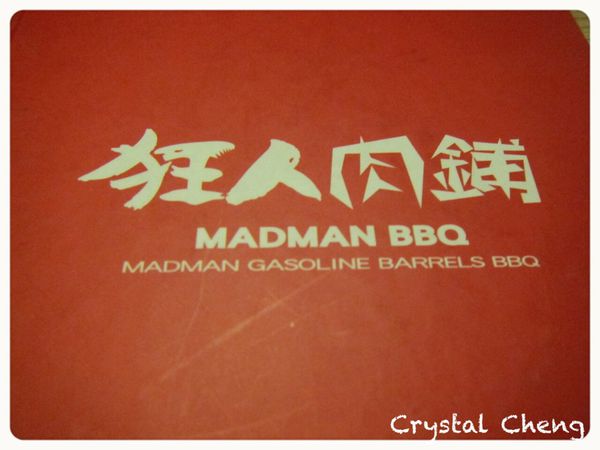 狂人肉鋪
MADMAN BBQ
MADMAN GASOLINE BARRELS BBQ
Crystal Cheng